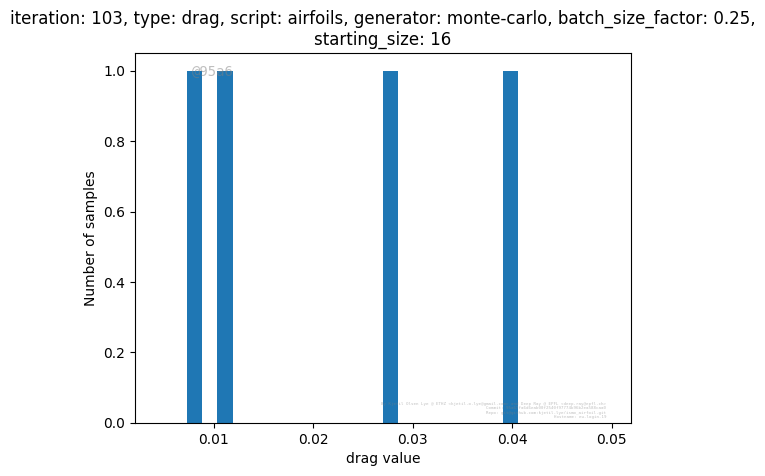 iteration: 103, type: drag, script: airfoils, generator: monte-carlo, batch_size_factor: 0.25,
starting_size: 16
@95a6
1.0
0.8
0.6
0.4
0.2
0.0
Number of samples
0.01
0.02
0.03
0.04
0.05
drag value